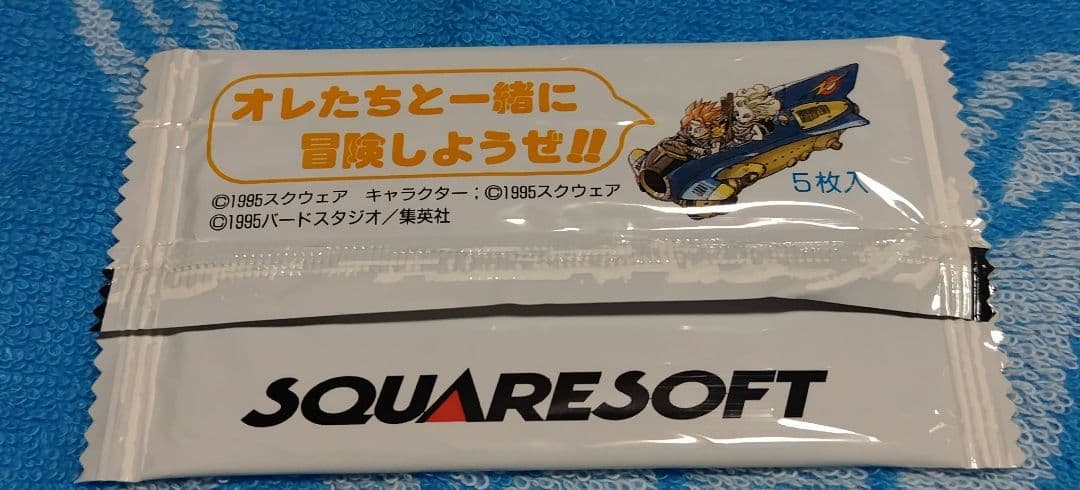 オレたちと一緒に
冒険しようぜ!!
©1995スクウェア キャラクター；©1995スクウェア
©1995バードスタジオ／集英社
5枚入
SQUARESOFT